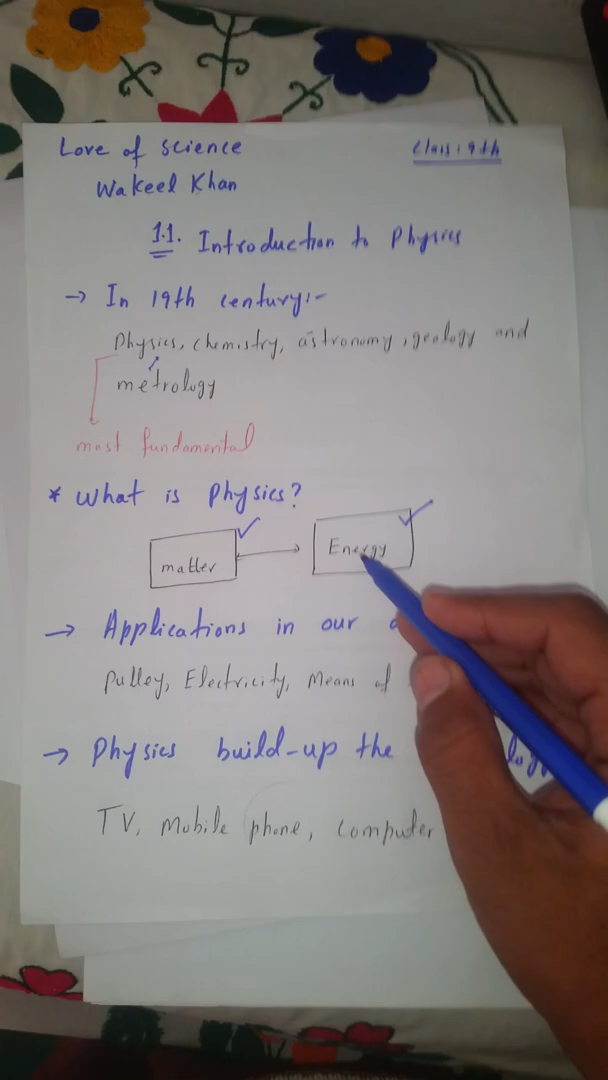 Love of science
Class: 9th
Wakeel Khan
1.1. Introduction to Physics
→ In 19th century:-
Physics, chemistry, astronomy, geology and
metrology
most fundamental
* What is Physics?
matter
Energy
→ Applications in our
Pulley, Electricity, Means of
→ Physics build-up the
TV, Mobile phone, computer